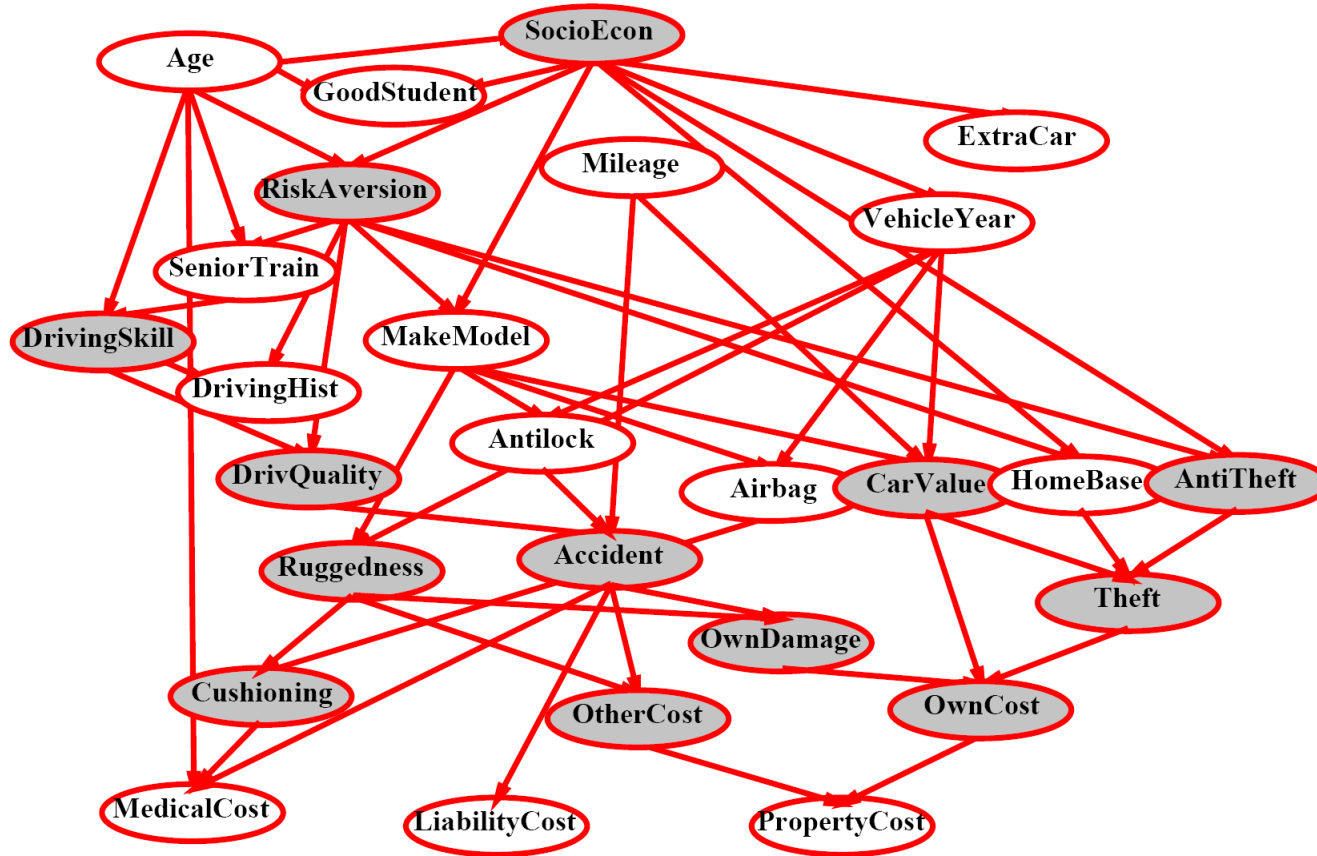 SocioEcon
Age
GoodStudent
ExtraCar
Mileage
RiskAversion
VehicleYear
SeniorTrain
DrivingSkill
MakeModel
DrivingHist
Antilock
DrivQuality
Airbag
CarValue
HomeBase
AntiTheft
Ruggedness
Accident
Theft
OwnDamage
Cushioning
OtherCost
OwnCost
MedicalCost
LiabilityCost
PropertyCost